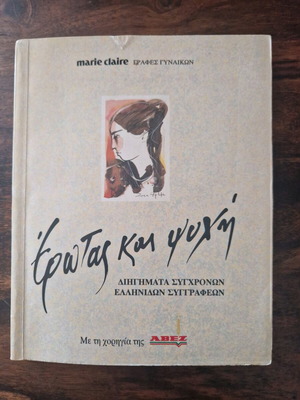 marie claire ΓΡΑΦΕΣ ΓΥΝΑΙΚΩΝ
Έρωτας και ψυχή
ΔΙΗΓΗΜΑΤΑ ΣΥΓΧΡΟΝΩΝ
ΕΛΛΗΝΙΔΩΝ ΣΥΓΓΡΑΦΕΩΝ
Με τη χορηγία της ΑΒΕΖ